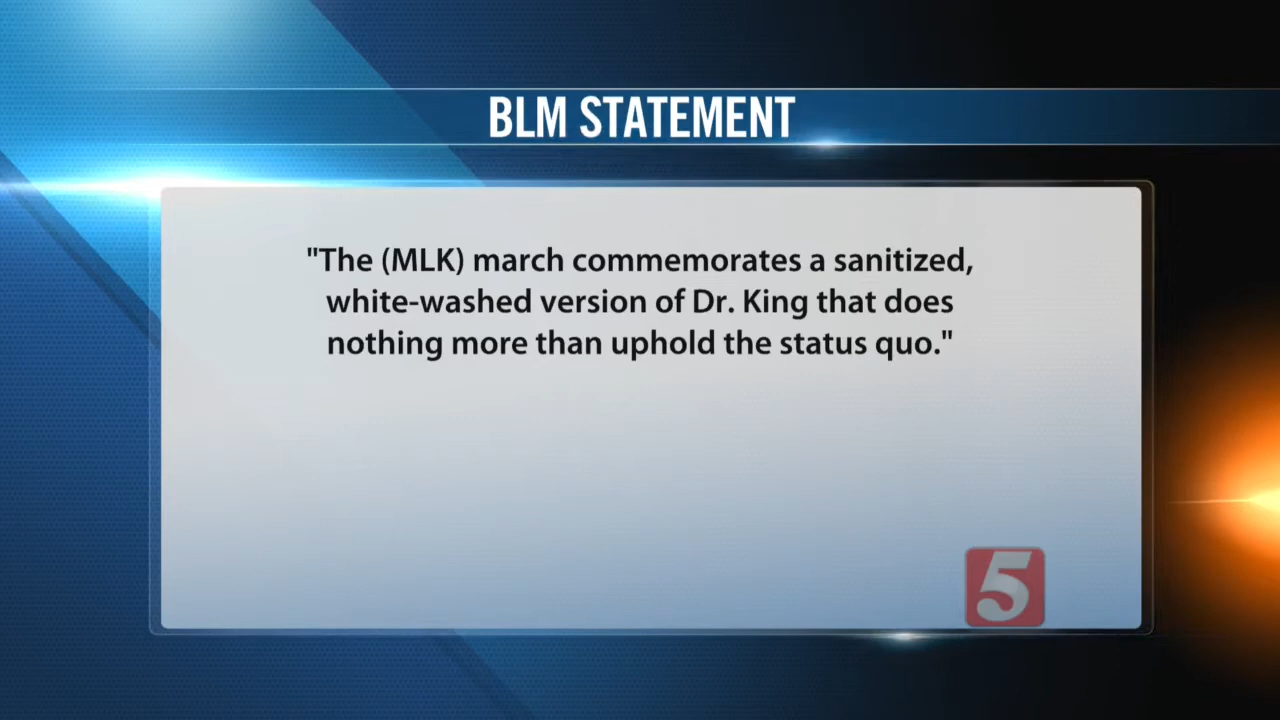 BLM STATEMENT
"The (MLK) march commemorates a sanitized,
white-washed version of Dr. King that does
nothing more than uphold the status quo."
5